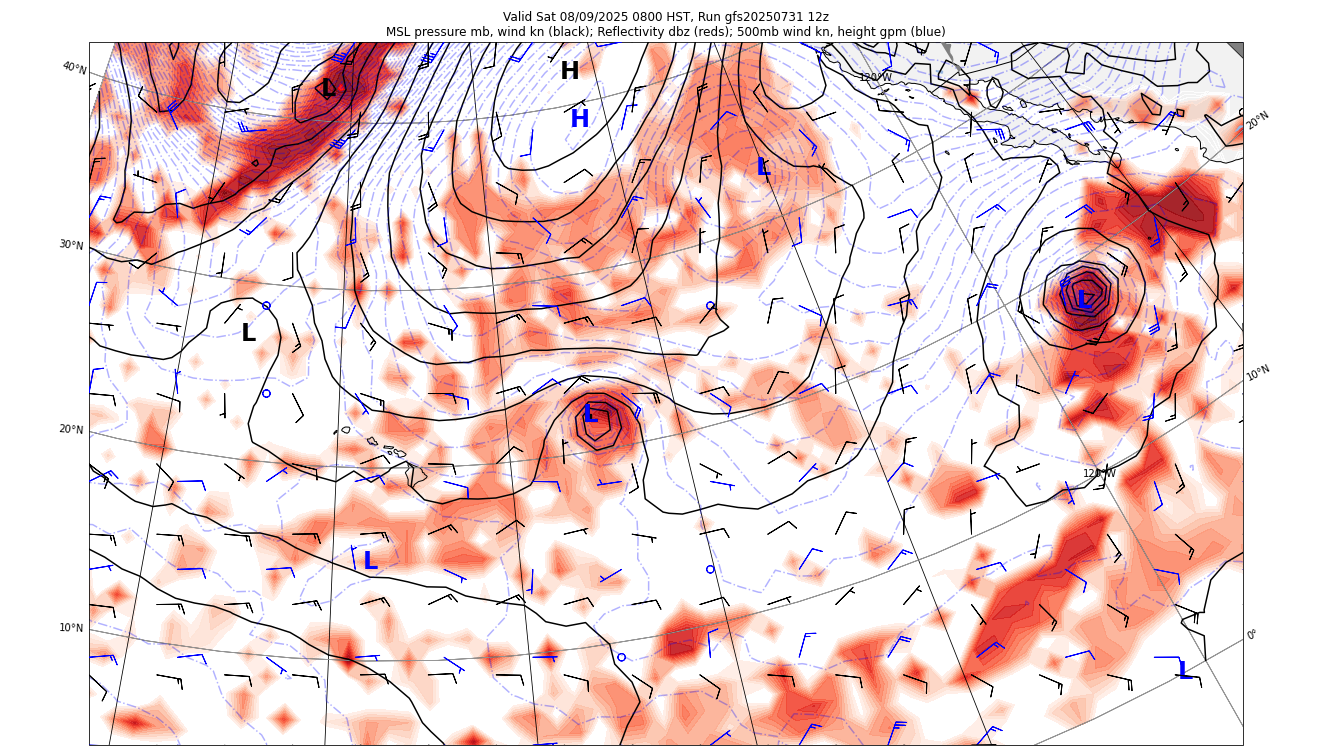 Valid Sat 08/09/2025 0800 HST, Run gfs20250731 12z
MSL pressure mb, wind kn (black); Reflectivity dbz (reds); 500mb wind kn, height gpm (blue)
40°N
H
120°W
L
H
20°N
L
30°N
L
L
10°N
L
20°N
120°W
L
10°N
0°
L